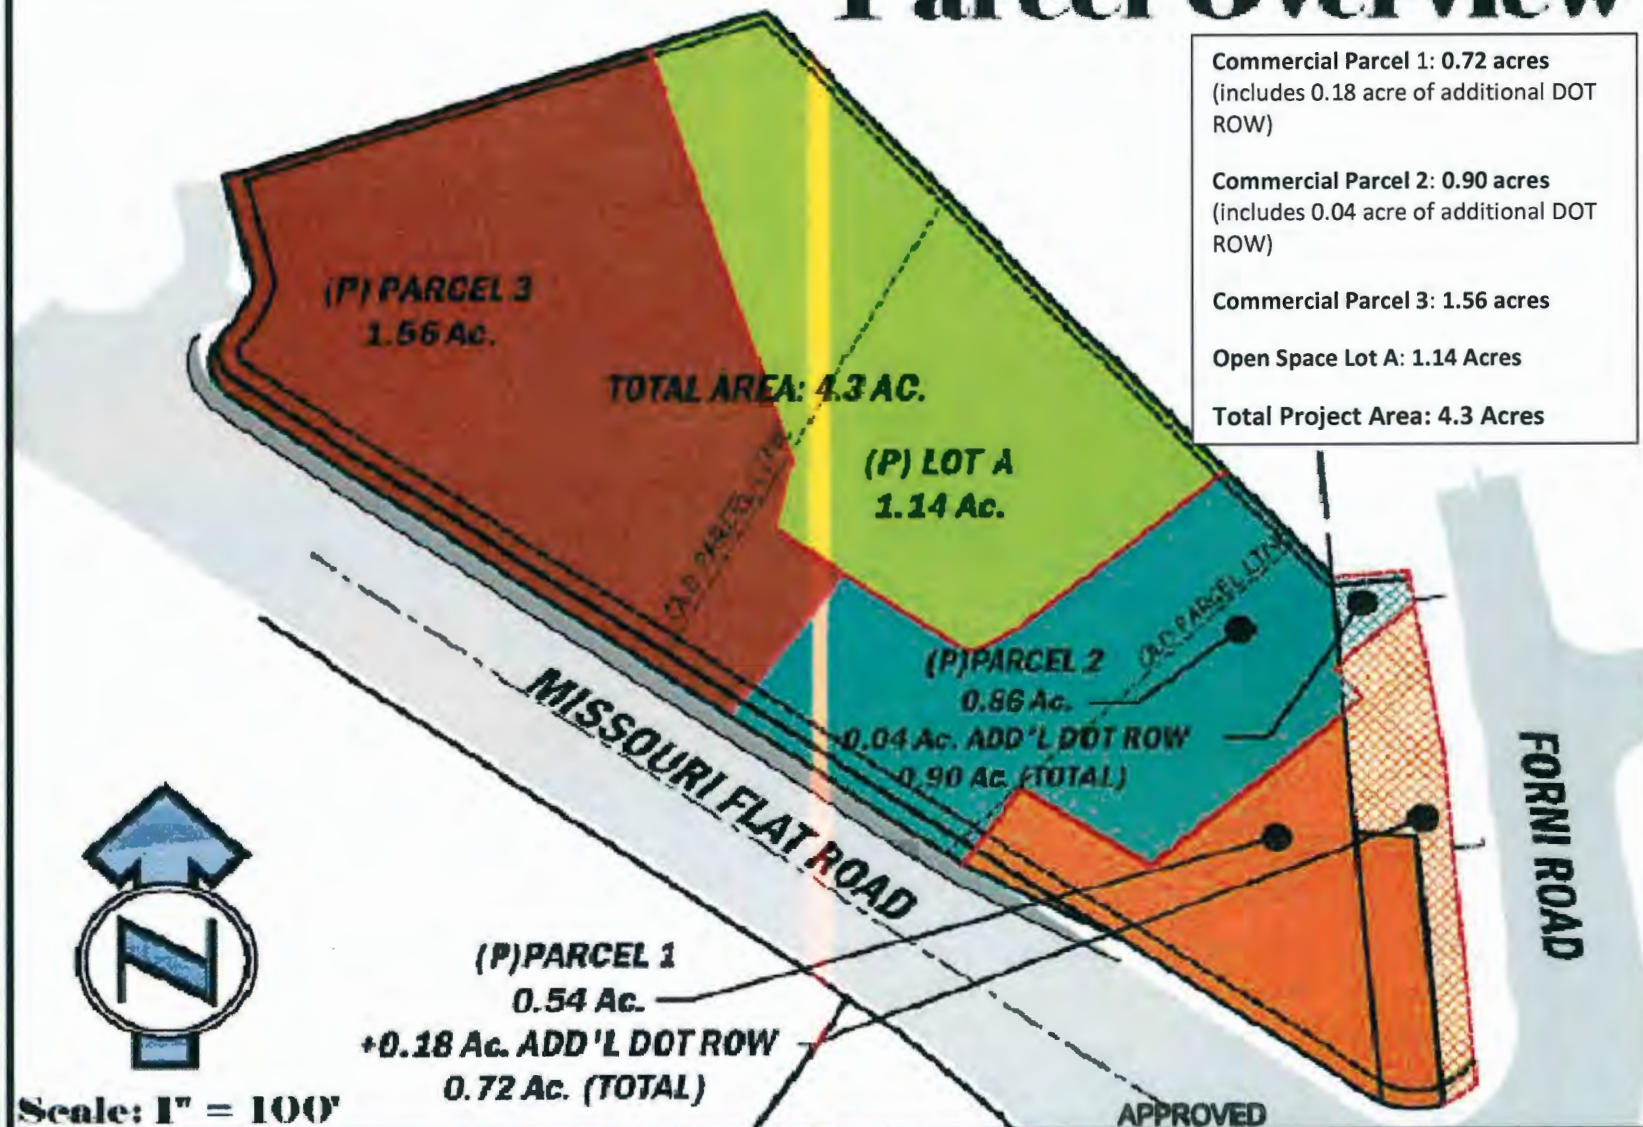 Parcel Overview
Commercial Parcel 1: 0.72 acres
(includes 0.18 acre of additional DOT
ROW)
Commercial Parcel 2: 0.90 acres
(includes 0.04 acre of additional DOT
ROW)
Commercial Parcel 3: 1.56 acres
Open Space Lot A: 1.14 Acres
Total Project Area: 4.3 Acres
(P) PARCEL 3
1.56 Ac.
TOTAL AREA: 4.3 AC.
(P) LOT A
1.14 Ac.
OLD PARCEL LINE
OLD PARCEL LINE
(P)PARCEL 2
0.86 Ac.
0.04 Ac. ADD'L DOT ROW
0.90 Ac. (TOTAL)
MISSOURI FLAT ROAD
FORNI ROAD
(P)PARCEL 1
0.54 Ac.
+0.18 Ac. ADD'L DOT ROW
0.72 Ac. (TOTAL)
N
Scale: 1" = 100'
APPROVED